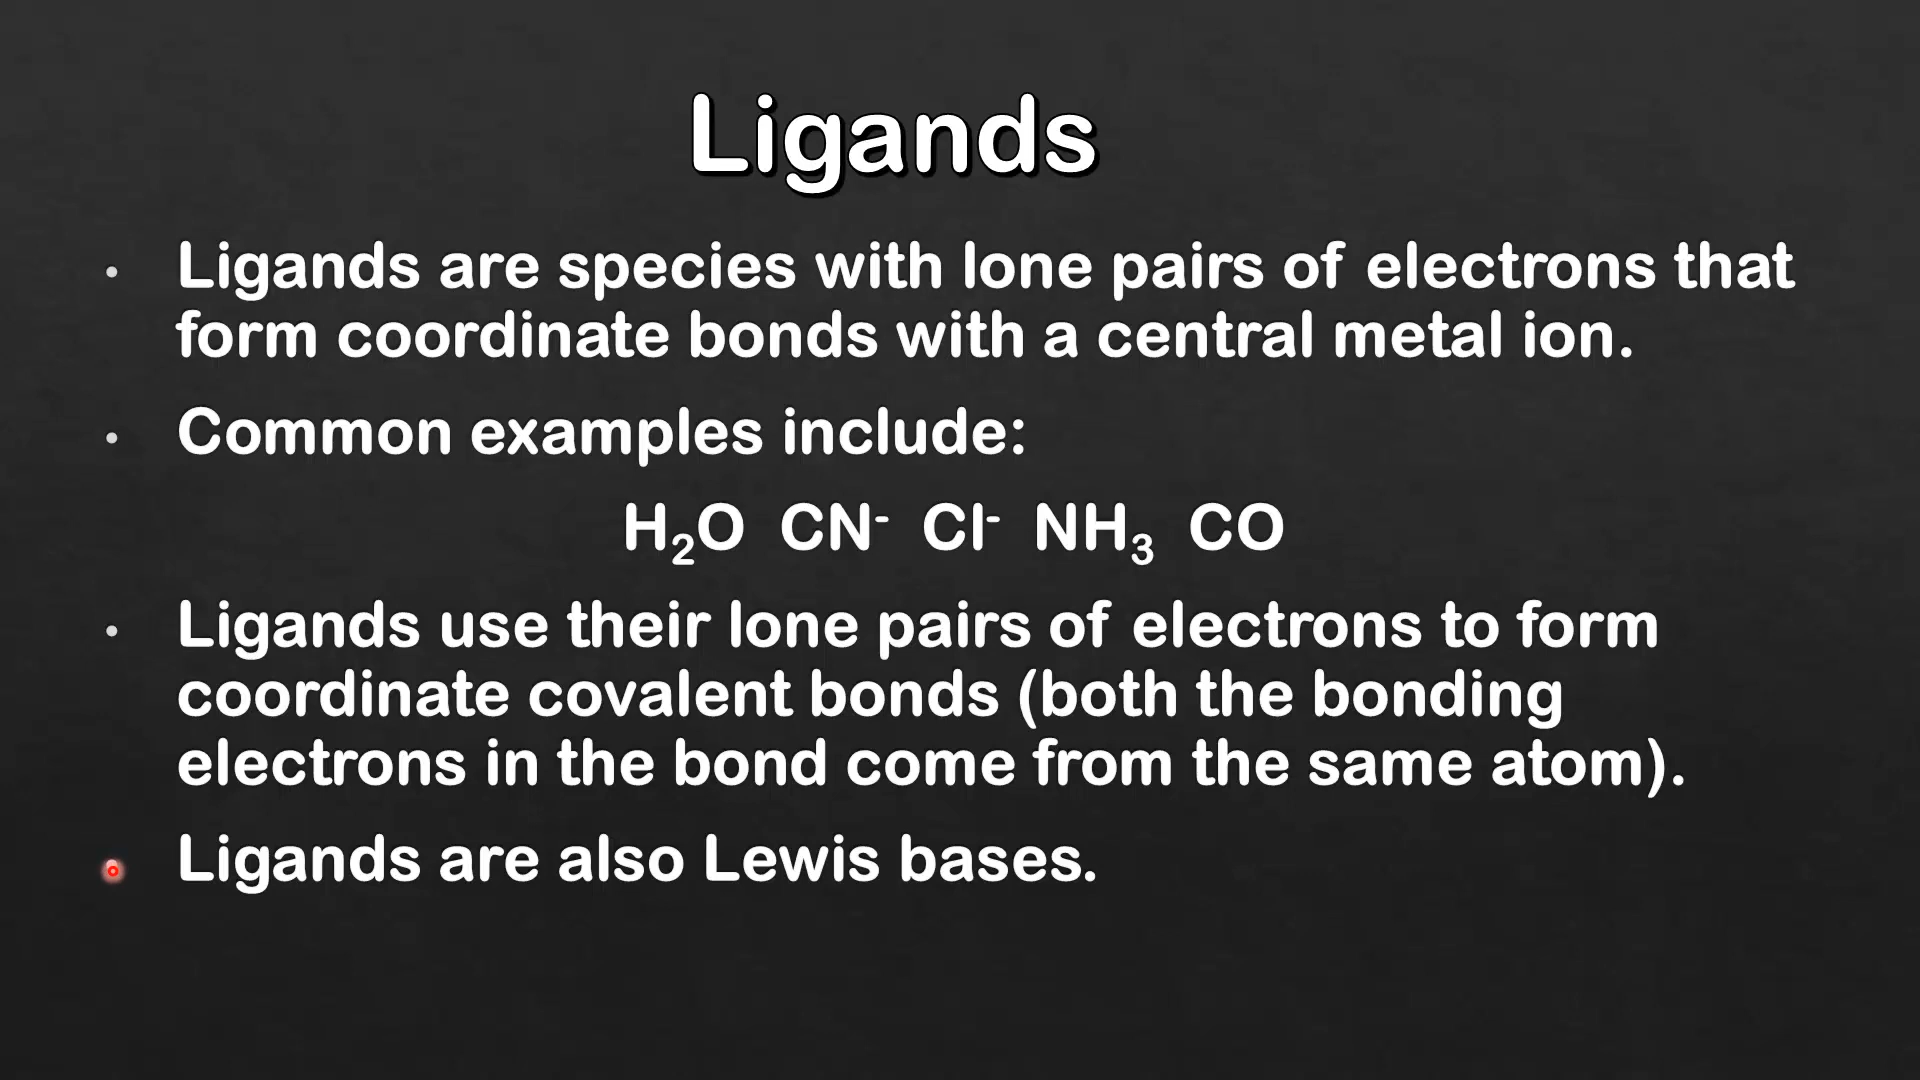 Ligands
• Ligands are species with lone pairs of electrons that
form coordinate bonds with a central metal ion.
• Common examples include:
H₂O CN⁻ Cl⁻ NH₃ CO
• Ligands use their lone pairs of electrons to form
coordinate covalent bonds (both the bonding
electrons in the bond come from the same atom).
• Ligands are also Lewis bases.